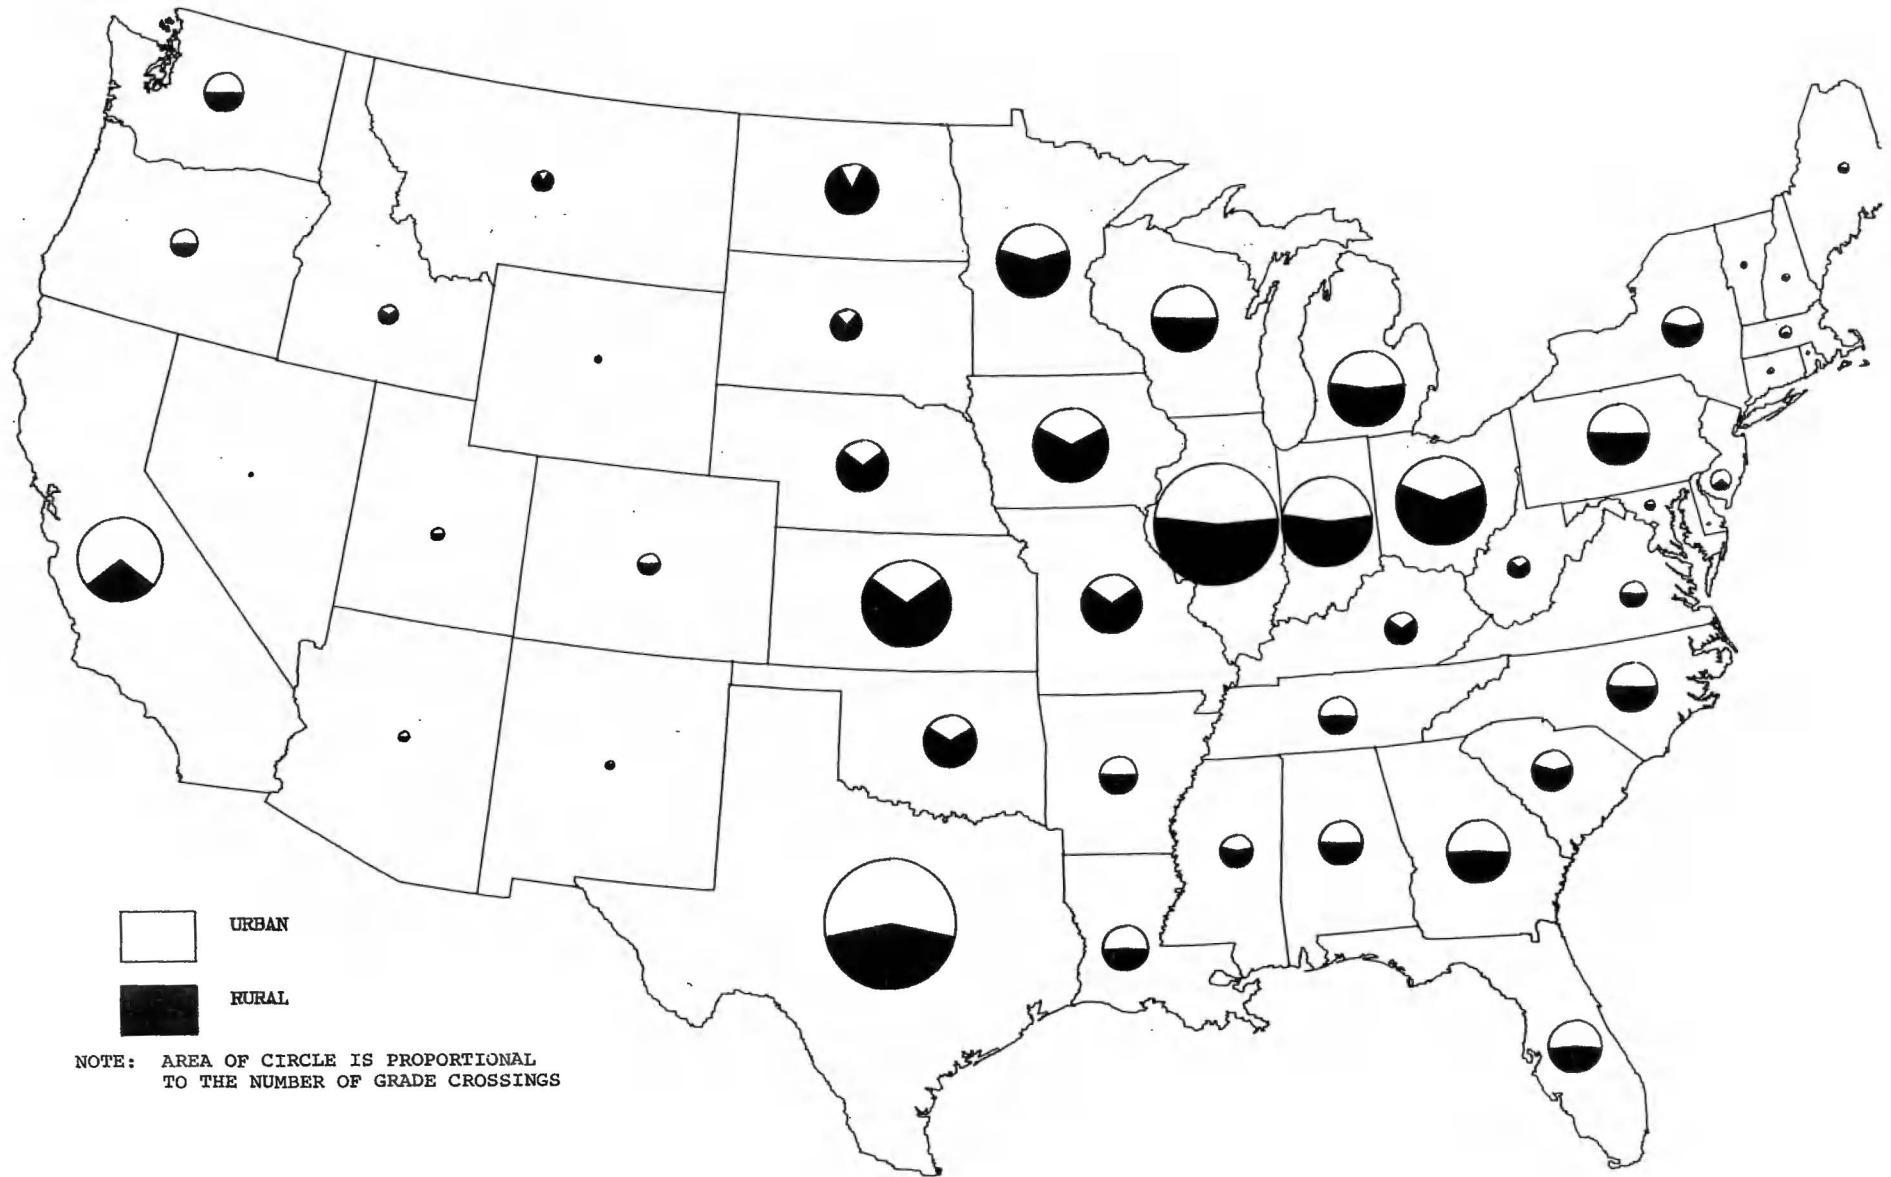 URBAN
RURAL
NOTE: AREA OF CIRCLE IS PROPORTIONAL
TO THE NUMBER OF GRADE CROSSINGS